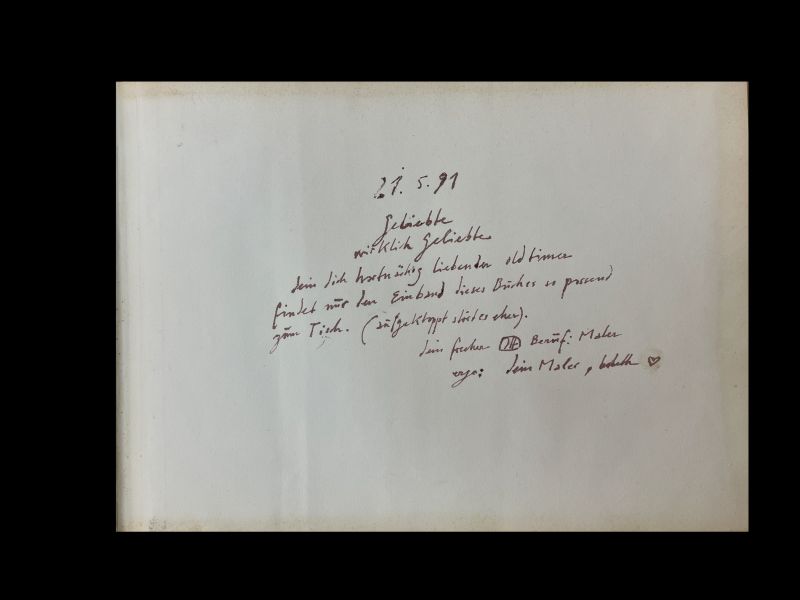 21. 5. 91
Geliebte
wirklich Geliebte
dein dich hartnäckig liebender oldtimer
findet nur den Einband dieses Buches so passend
zum Tisch. (aufgeklappt stört es eher).
dein frecher Beruf: Maler
ergo: dein Maler, ♡